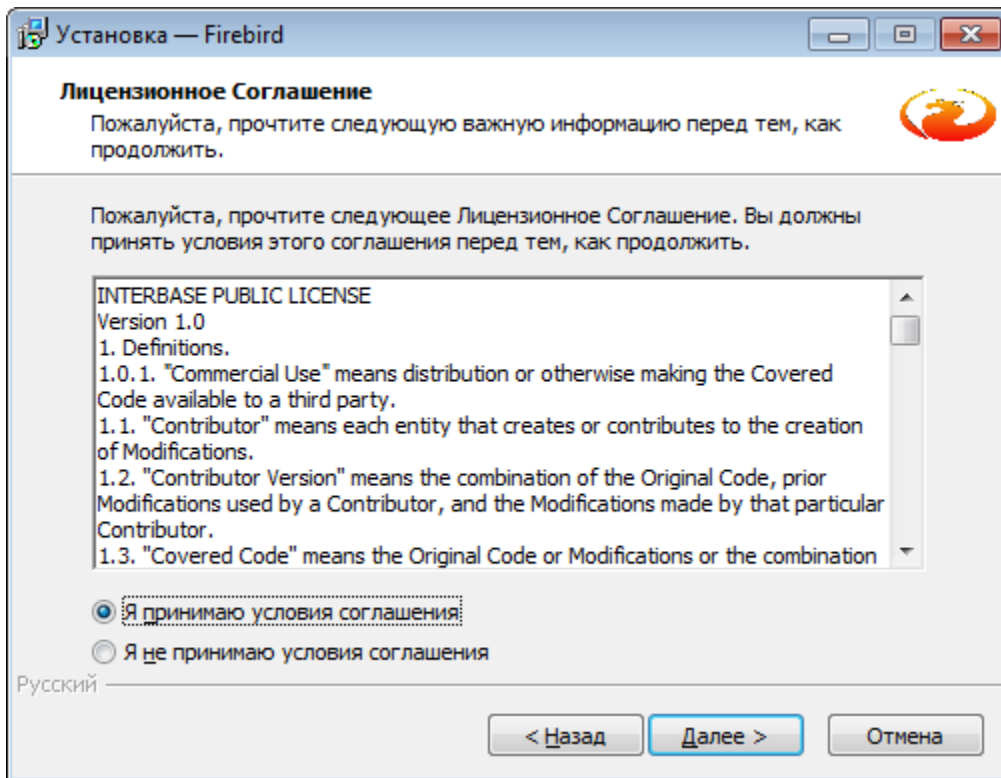 Установка — Firebird
Лицензионное Соглашение
Пожалуйста, прочтите следующую важную информацию перед тем, как
продолжить.
Пожалуйста, прочтите следующее Лицензионное Соглашение. Вы должны
принять условия этого соглашения перед тем, как продолжить.
INTERBASE PUBLIC LICENSE
Version 1.0
1. Definitions.
1.0.1. "Commercial Use" means distribution or otherwise making the Covered
Code available to a third party.
1.1. "Contributor" means each entity that creates or contributes to the creation
of Modifications.
1.2. "Contributor Version" means the combination of the Original Code, prior
Modifications used by a Contributor, and the Modifications made by that particular
Contributor.
1.3. "Covered Code" means the Original Code or Modifications or the combination
Я принимаю условия соглашения
Я не принимаю условия соглашения
Русский
< Назад
Далее >
Отмена